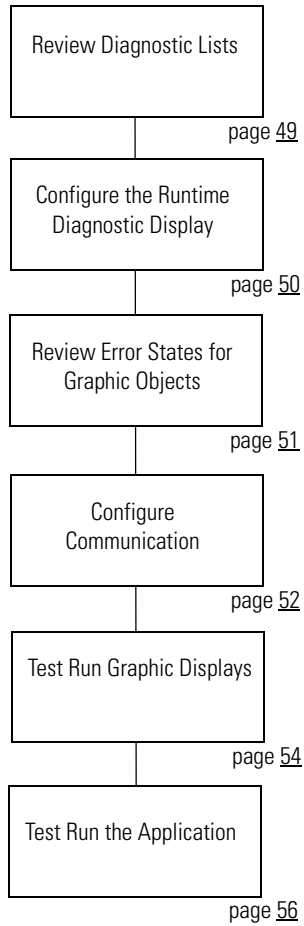 Review Diagnostic Lists
page 49
Configure the Runtime
Diagnostic Display
page 50
Review Error States for
Graphic Objects
page 51
Configure
Communication
page 52
Test Run Graphic Displays
page 54
Test Run the Application
page 56